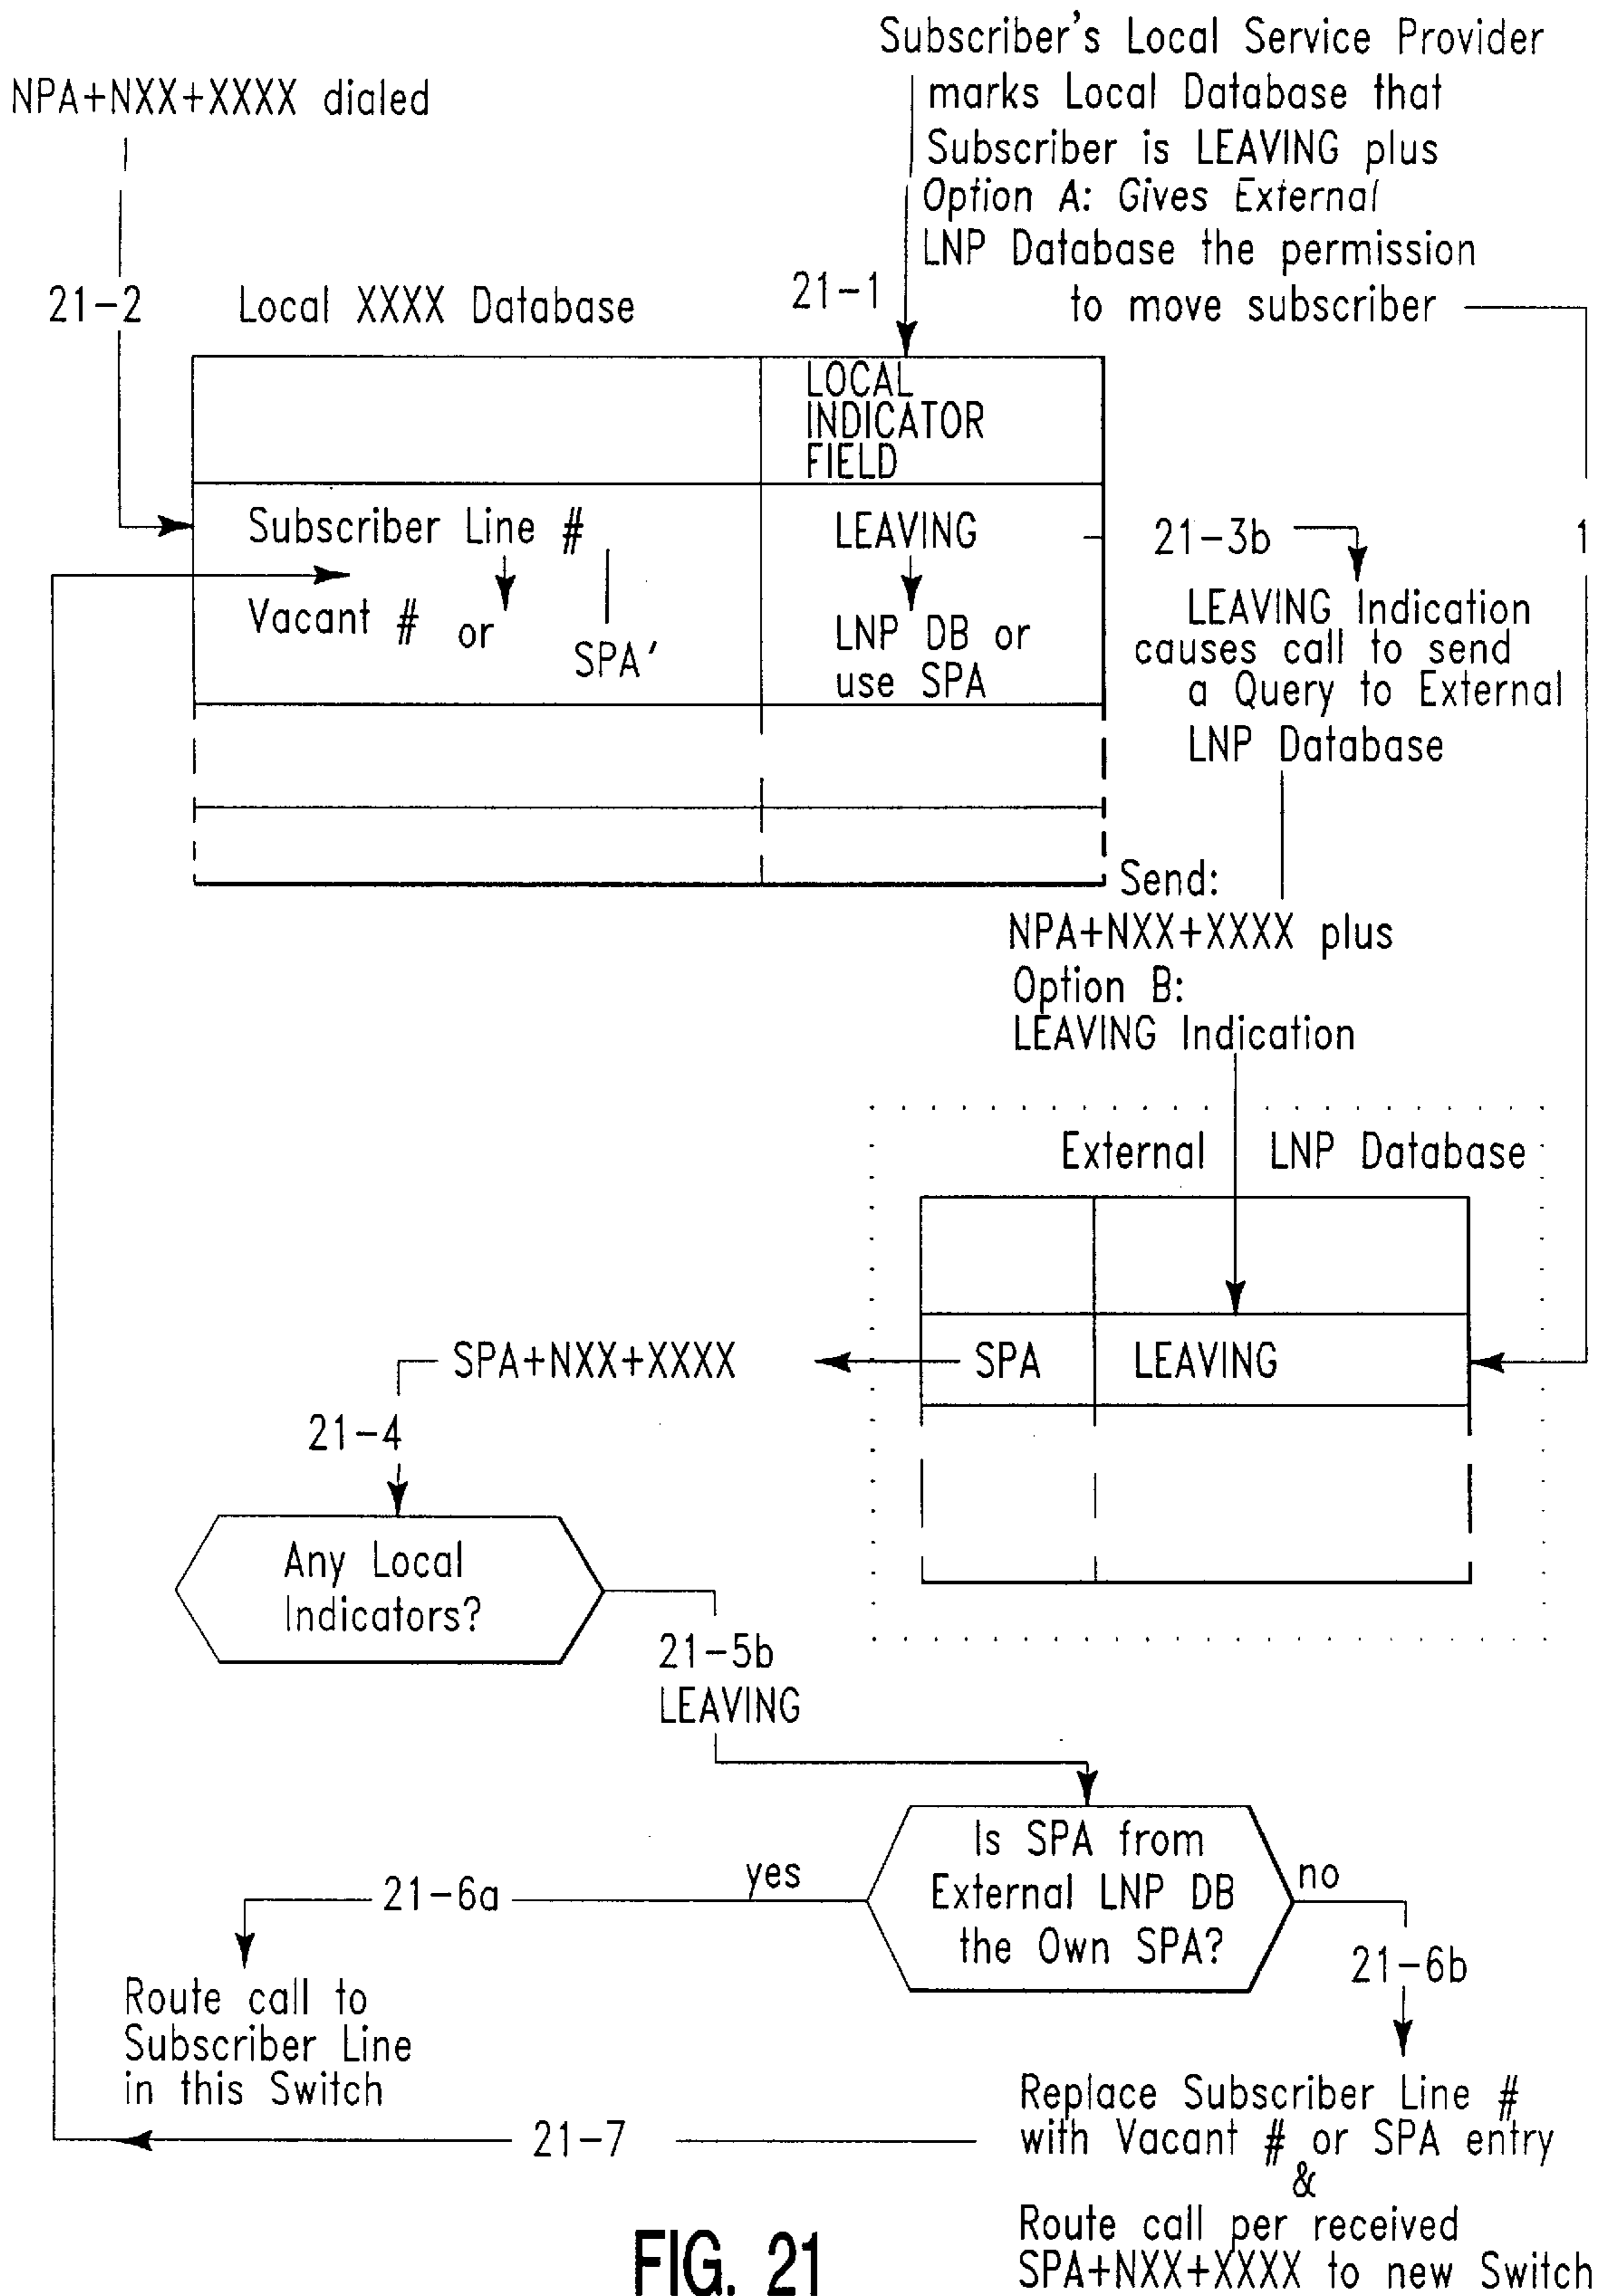 Subscriber's Local Service Provider
marks Local Database that
Subscriber is LEAVING plus
Option A: Gives External
LNP Database the permission
to move subscriber
NPA+NXX+XXXX dialed
21-2
Local XXXX Database
21-1
LOCAL
INDICATOR
FIELD
Subscriber Line #
LEAVING
Vacant # or
SPA'
LNP DB or
use SPA
21-3b
1
LEAVING Indication
causes call to send
a Query to External
LNP Database
Send:
NPA+NXX+XXXX plus
Option B:
LEAVING Indication
External LNP Database
SPA
LEAVING
SPA+NXX+XXXX
21-4
Any Local
Indicators?
21-5b
LEAVING
Is SPA from
External LNP DB
the Own SPA?
yes
no
21-6a
21-6b
Route call to
Subscriber Line
in this Switch
Replace Subscriber Line #
with Vacant # or SPA entry
&
Route call per received
SPA+NXX+XXXX to new Switch
21-7
FIG. 21